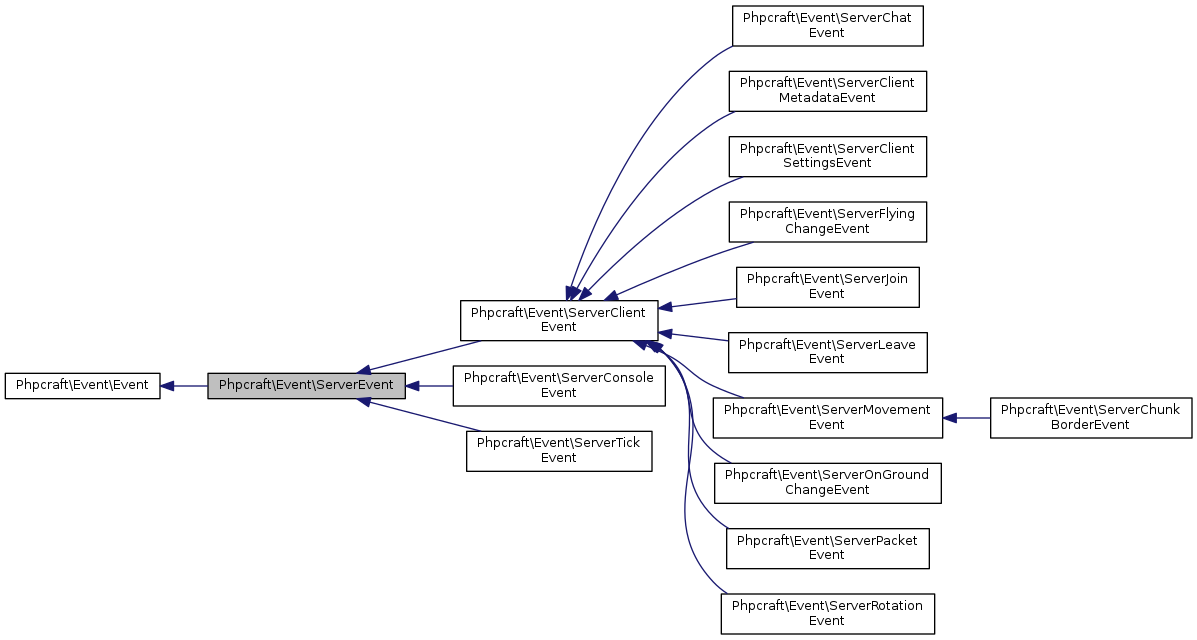 Phpcraft\Event\ServerChat
Event
Phpcraft\Event\ServerClient
MetadataEvent
Phpcraft\Event\ServerClient
SettingsEvent
Phpcraft\Event\ServerFlying
ChangeEvent
Phpcraft\Event\ServerJoin
Event
Phpcraft\Event\ServerClient
Event
Phpcraft\Event\ServerLeave
Event
Phpcraft\Event\Event
Phpcraft\Event\ServerEvent
Phpcraft\Event\ServerConsole
Event
Phpcraft\Event\ServerMovement
Event
Phpcraft\Event\ServerChunk
BorderEvent
Phpcraft\Event\ServerTick
Event
Phpcraft\Event\ServerOnGround
ChangeEvent
Phpcraft\Event\ServerPacket
Event
Phpcraft\Event\ServerRotation
Event